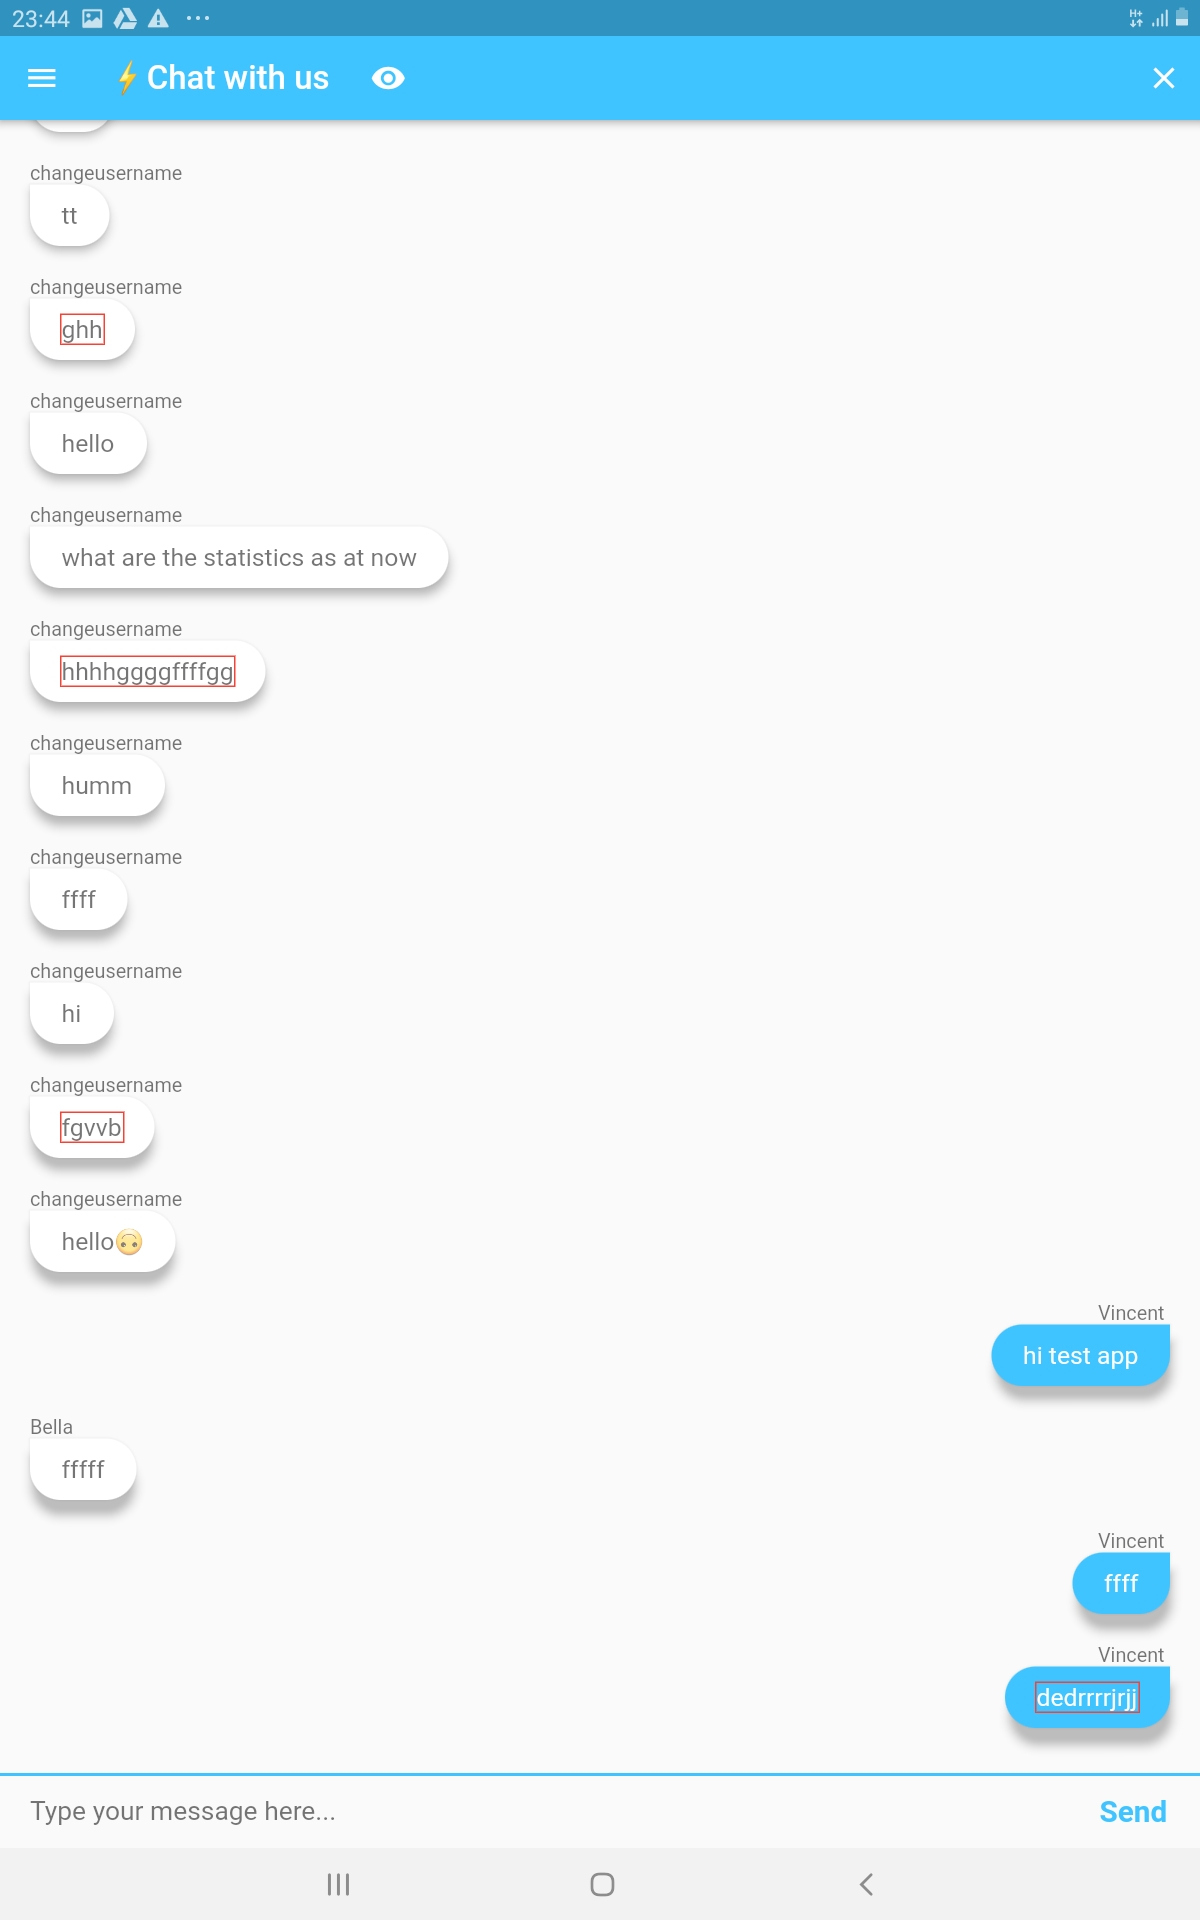 23:44
⚡Chat with us
changeusername
tt
changeusername
ghh
changeusername
hello
changeusername
what are the statistics as at now
changeusername
hhhhggggffffgg
changeusername
humm
changeusername
ffff
changeusername
hi
changeusername
fgvvb
changeusername
hello🙃
Vincent
hi test app
Bella
fffff
Vincent
ffff
Vincent
dedrrrrjrjj
Type your message here...
Send